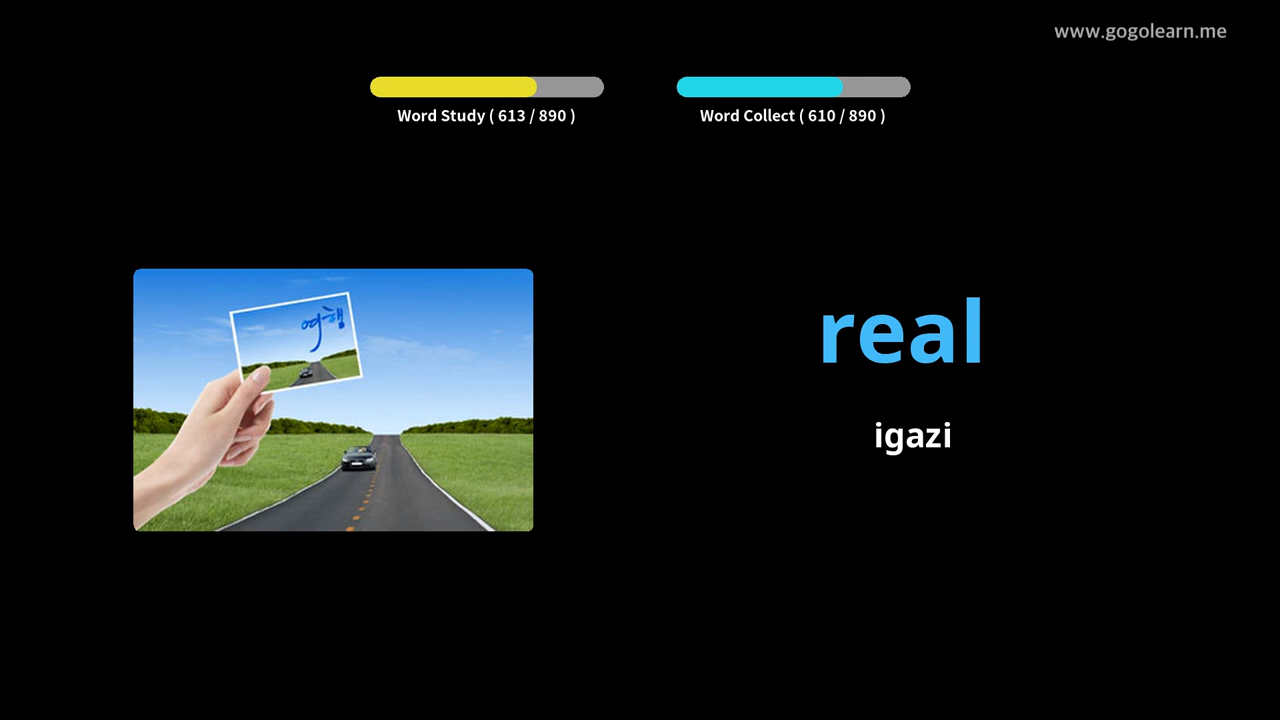 www.gogolearn.me
Word Study ( 613 / 890 )
Word Collect ( 610 / 890 )
여행
real
igazi